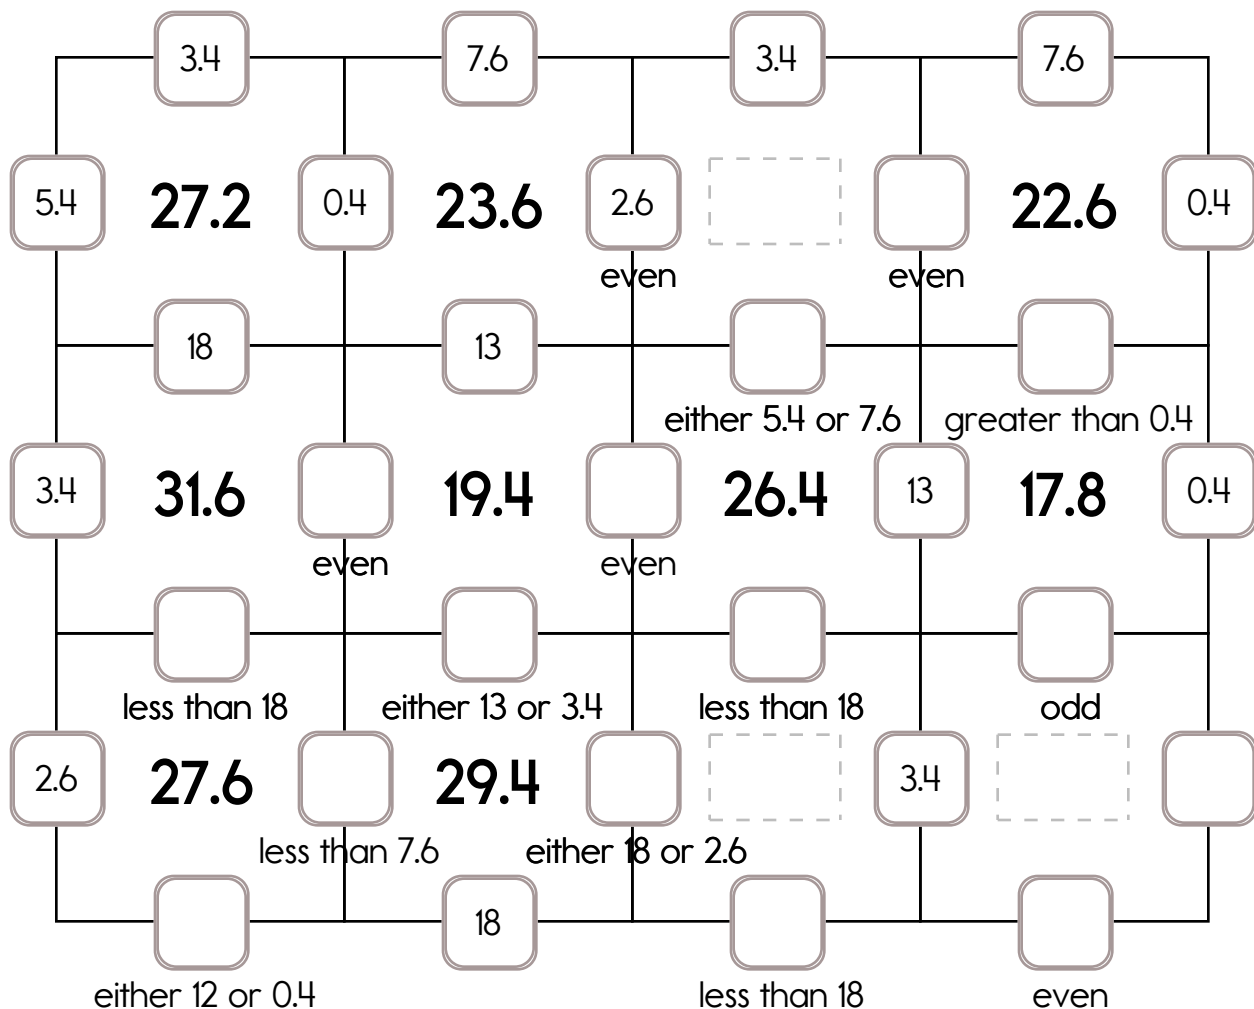 3.4 7.6 3.4 7.6
5.4 27.2 0.4 23.6 2.6 22.6 0.4
even even
18 13
either 5.4 or 7.6 greater than 0.4
3.4 31.6 19.4 26.4 13 17.8 0.4
even even
less than 18 either 13 or 3.4 less than 18 odd
2.6 27.6 29.4 3.4
less than 7.6 either 18 or 2.6
18
either 12 or 0.4 less than 18 even